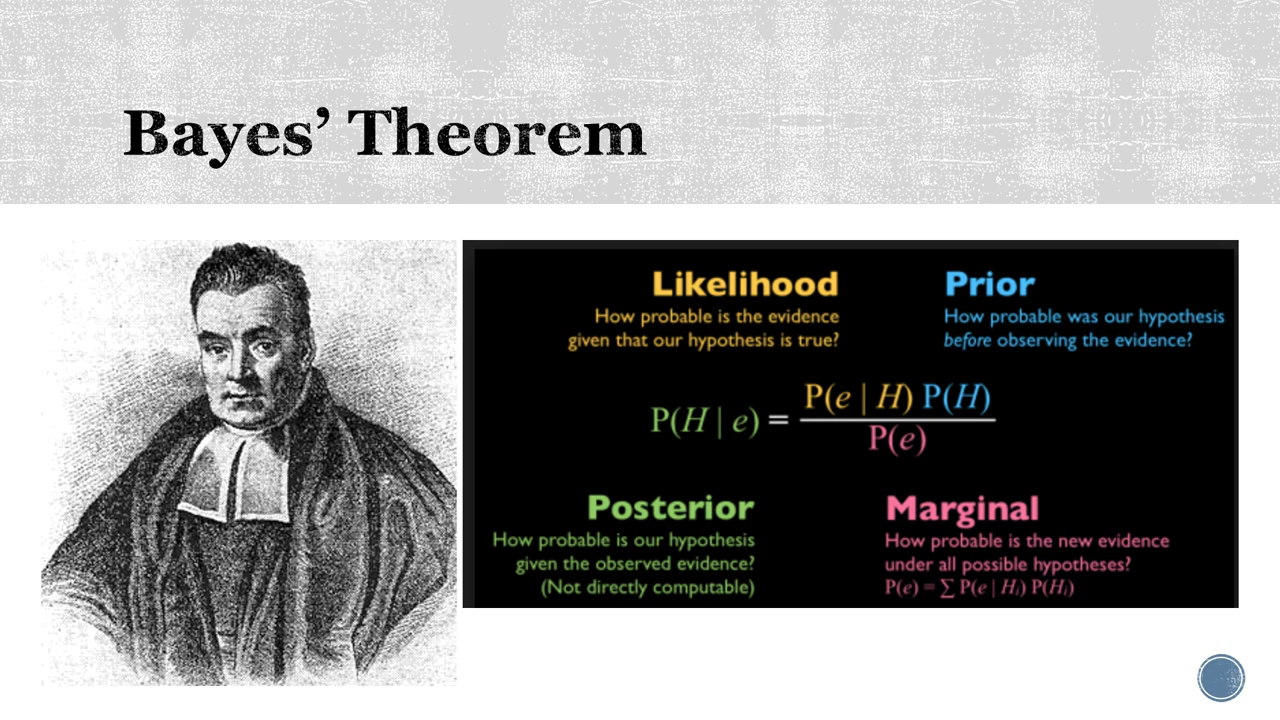 Bayes’ Theorem
Likelihood
How probable is the evidence
given that our hypothesis is true?
Prior
How probable was our hypothesis
before observing the evidence?
P(H | e) = P(e | H) P(H)
P(e)
Posterior
How probable is our hypothesis
given the observed evidence?
(Not directly computable)
Marginal
How probable is the new evidence
under all possible hypotheses?
P(e) = ∑ P(e | Hᵢ) P(Hᵢ)